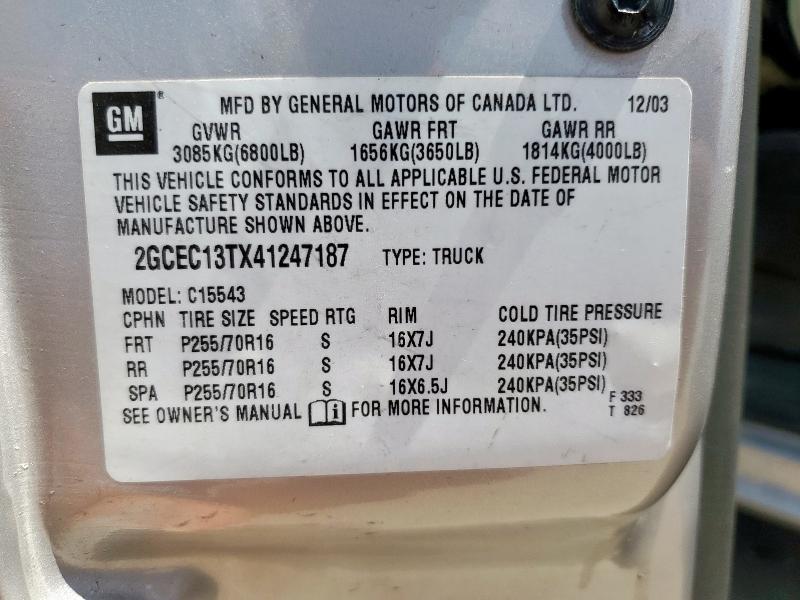 GM ® MFD BY GENERAL MOTORS OF CANADA LTD. 12/03
GVWR GAWR FRT GAWR RR
3085KG(6800LB) 1656KG(3650LB) 1814KG(4000LB)
THIS VEHICLE CONFORMS TO ALL APPLICABLE U.S. FEDERAL MOTOR
VEHICLE SAFETY STANDARDS IN EFFECT ON THE DATE OF
MANUFACTURE SHOWN ABOVE.
2GCEC13TX41247187 TYPE: TRUCK
MODEL: C15543
CPHN TIRE SIZE SPEED RTG RIM COLD TIRE PRESSURE
FRT P255/70R16 S 16X7J 240KPA(35PSI)
RR P255/70R16 S 16X7J 240KPA(35PSI)
SPA P255/70R16 S 16X6.5J 240KPA(35PSI)
SEE OWNER'S MANUAL i FOR MORE INFORMATION.
F 333
T 826